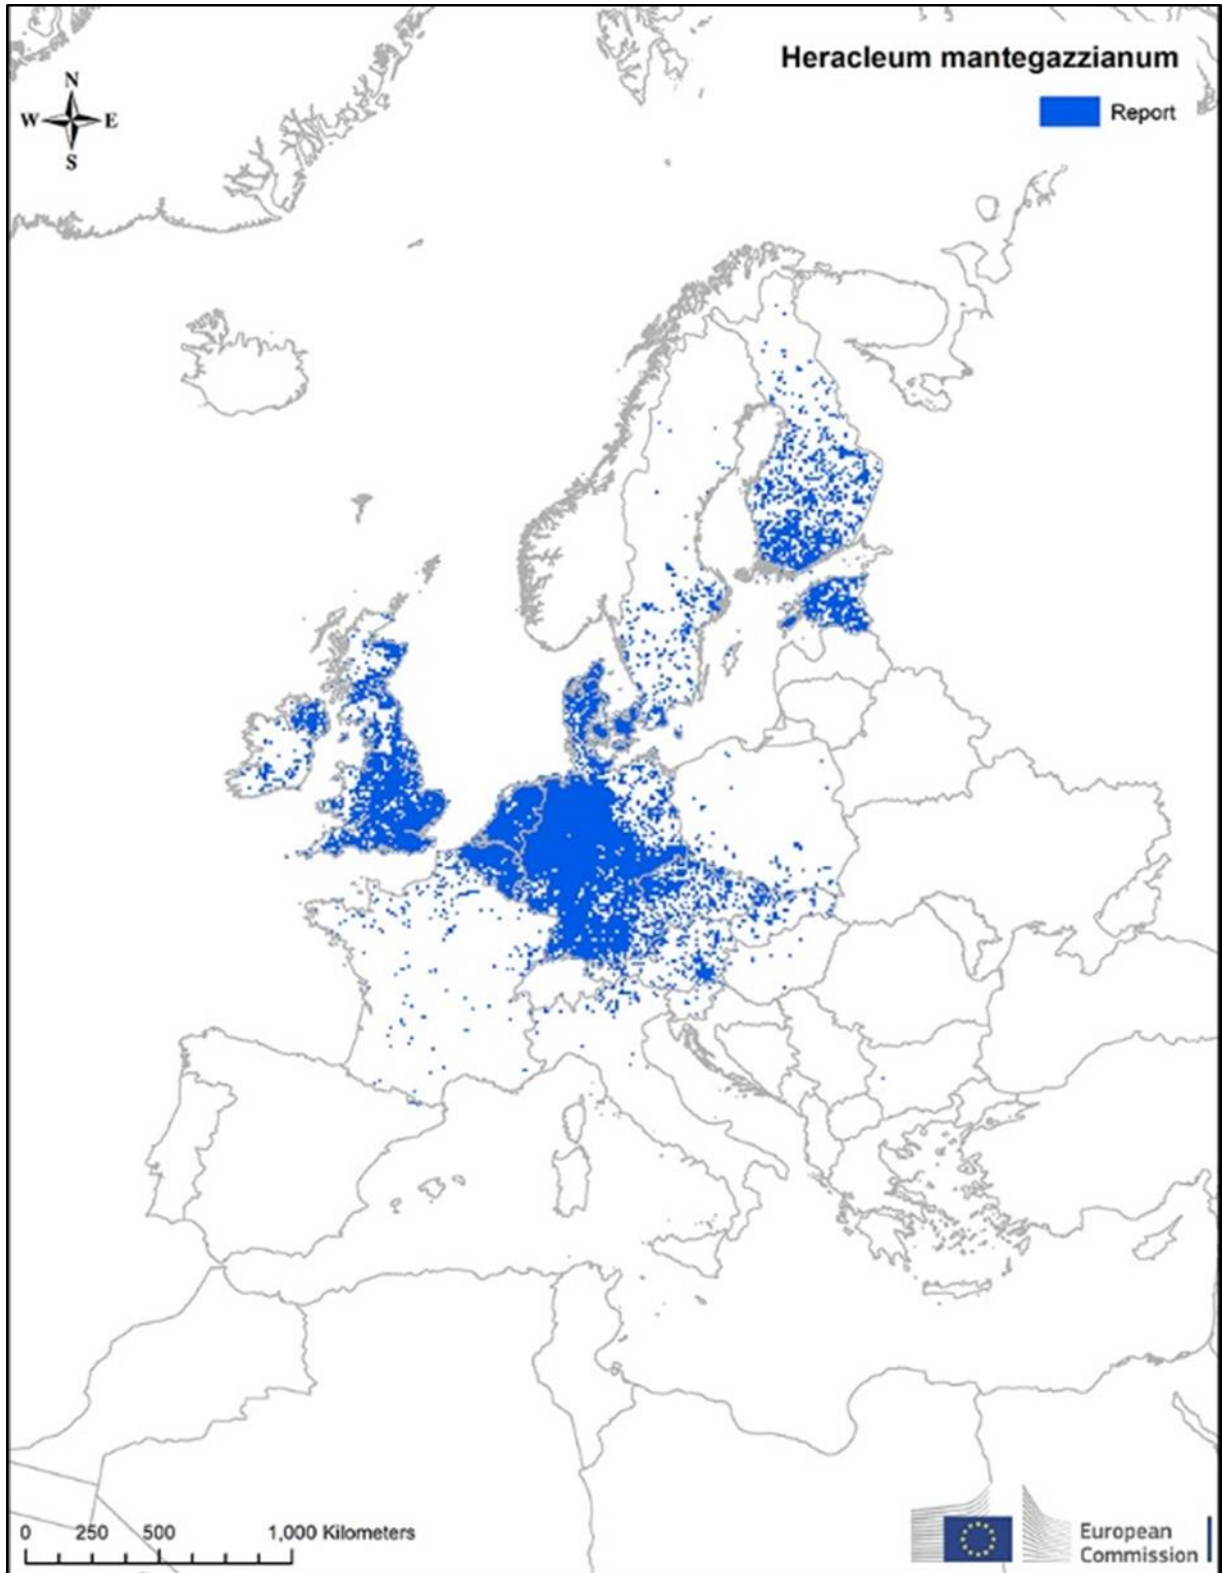 Heracleum mantegazzianum
Report
N
W E
S
0 250 500 1,000 Kilometers
European
Commission